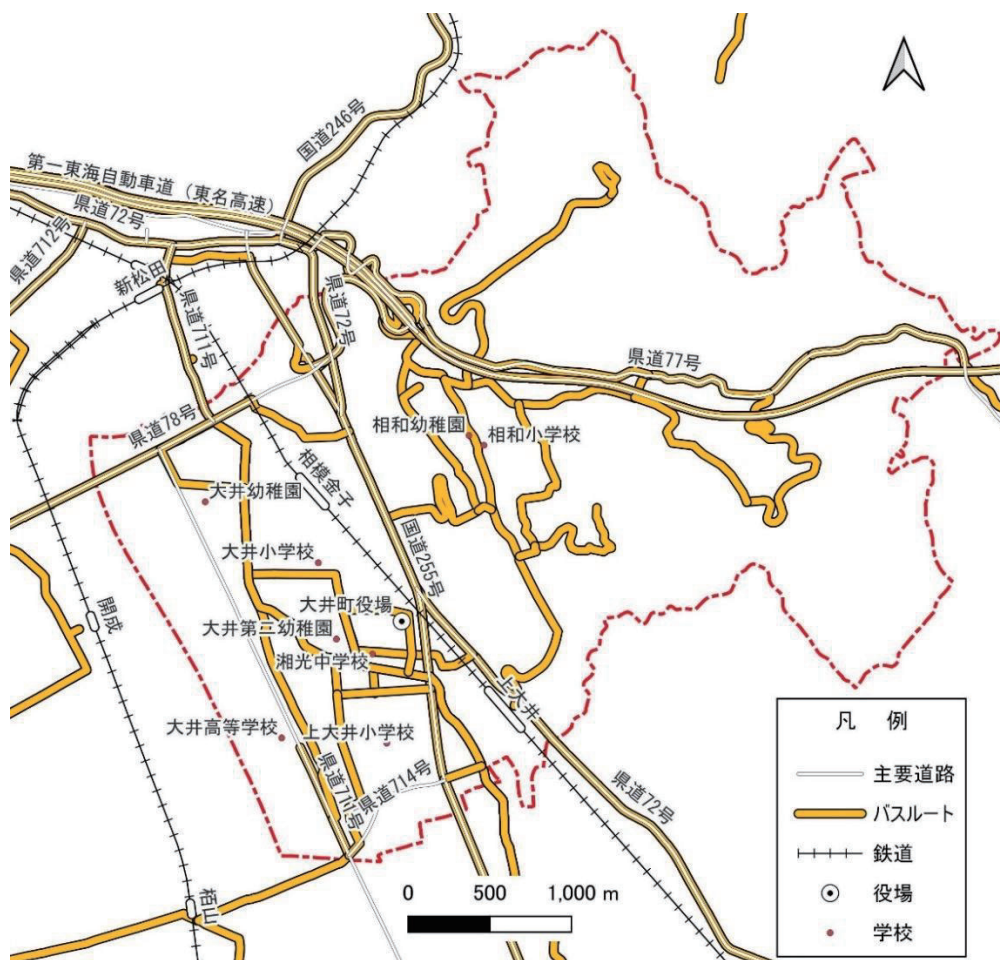 国道246号
第一東海自動車道（東名高速）
県道72号
県道712号
新松田
県道711号
県道72号
県道77号
県道78号
相和幼稚園
相和小学校
相模金子
大井幼稚園
国道255号
大井小学校
大井町役場
開成
大井第二幼稚園
湘光中学校
上大井
大井高等学校
上大井小学校
県道711号
県道714号
県道72号
栢山
凡 例
主要道路
バスルート
鉄道
役場
学校
0 500 1,000 m